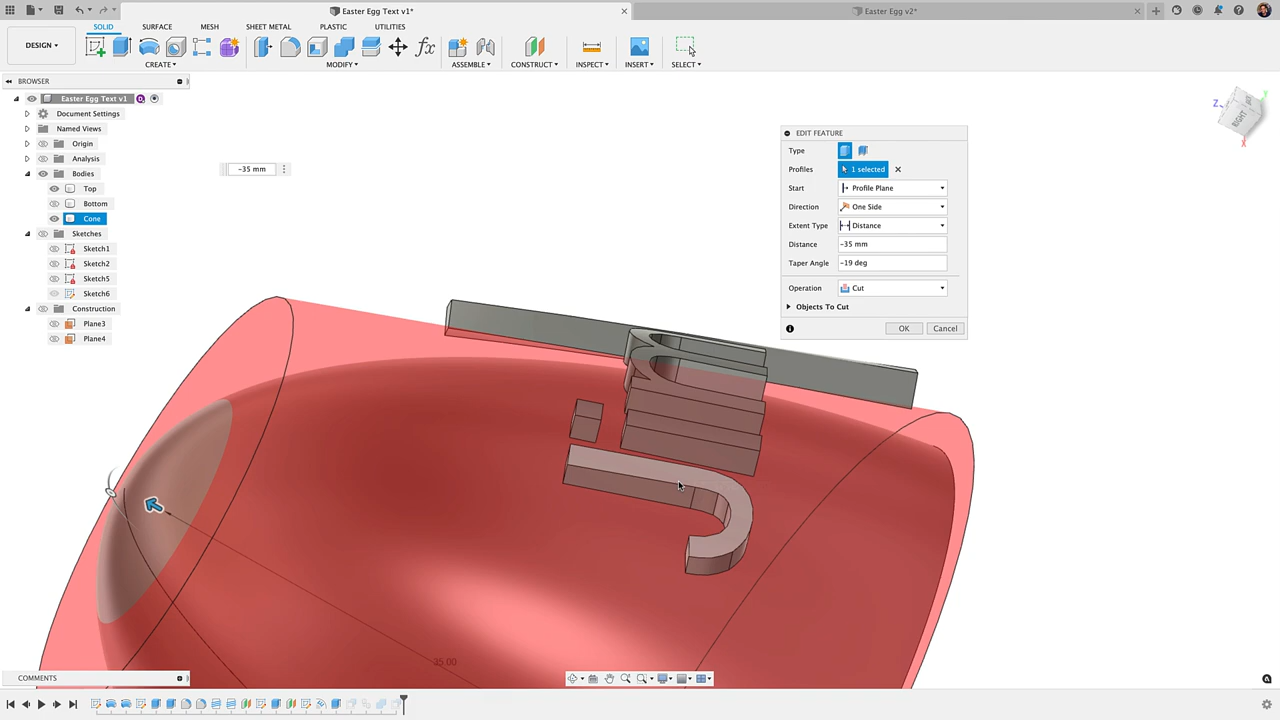 Easter Egg Text v1*
Easter Egg v2*
DESIGN
SOLID
SURFACE
MESH
SHEET METAL
PLASTIC
UTILITIES
CREATE
MODIFY
ASSEMBLE
CONSTRUCT
INSPECT
INSERT
SELECT
BROWSER
Easter Egg Text v1
Document Settings
Named Views
Origin
Analysis
Bodies
Top
Bottom
Cone
Sketches
Sketch1
Sketch2
Sketch5
Sketch6
Construction
Plane3
Plane4
-35 mm
EDIT FEATURE
Type
Profiles
1 selected
Start
Profile Plane
Direction
One Side
Extent Type
Distance
Distance
-35 mm
Taper Angle
-19 deg
Operation
Cut
Objects To Cut
OK
Cancel
Z
RIGHT
X
35.00
COMMENTS